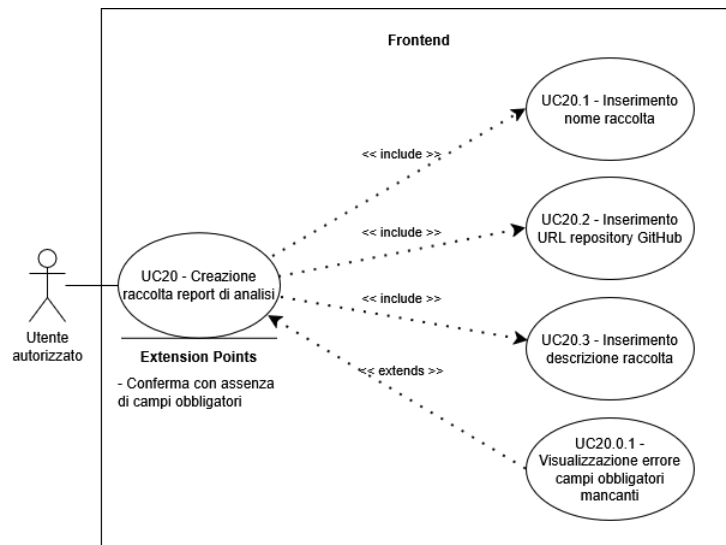 Frontend
UC20.1 - Inserimento
nome raccolta
<< include >>
UC20.2 - Inserimento
URL repository GitHub
<< include >>
UC20 - Creazione
raccolta report di analisi
<< include >>
UC20.3 - Inserimento
descrizione raccolta
Utente
autorizzato
Extension Points
- Conferma con assenza
di campi obbligatori
<< extends >>
UC20.0.1 -
Visualizzazione errore
campi obbligatori
mancanti